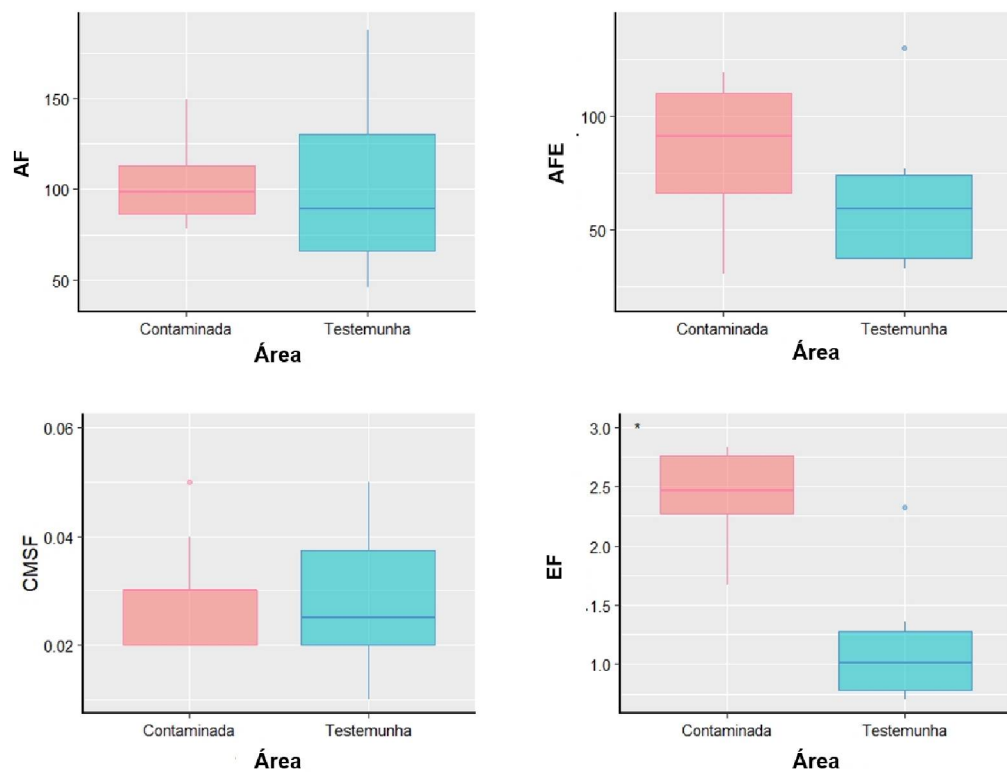 AF
150
100
50
Contaminada Testemunha
Área
AFE
100
50
Contaminada Testemunha
Área
CMSF
0.06
0.04
0.02
Contaminada Testemunha
Área
EF
*
3.0
2.5
2.0
1.5
1.0
Contaminada Testemunha
Área